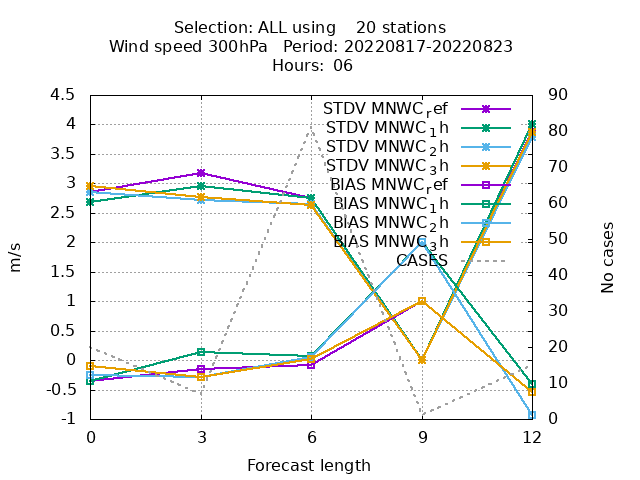 Selection: ALL using    20 stations
Wind speed 300hPa   Period: 20220817-20220823
Hours:  06
4.5
4
3.5
3
2.5
2
1.5
1
0.5
0
-0.5
-1
m/s
90
80
70
60
50
40
30
20
10
0
No cases
STDV MNWC_ref
STDV MNWC_1h
STDV MNWC_2h
STDV MNWC_3h
BIAS MNWC_ref
BIAS MNWC_1h
BIAS MNWC_2h
BIAS MNWC_3h
CASES
0 3 6 9 12
Forecast length